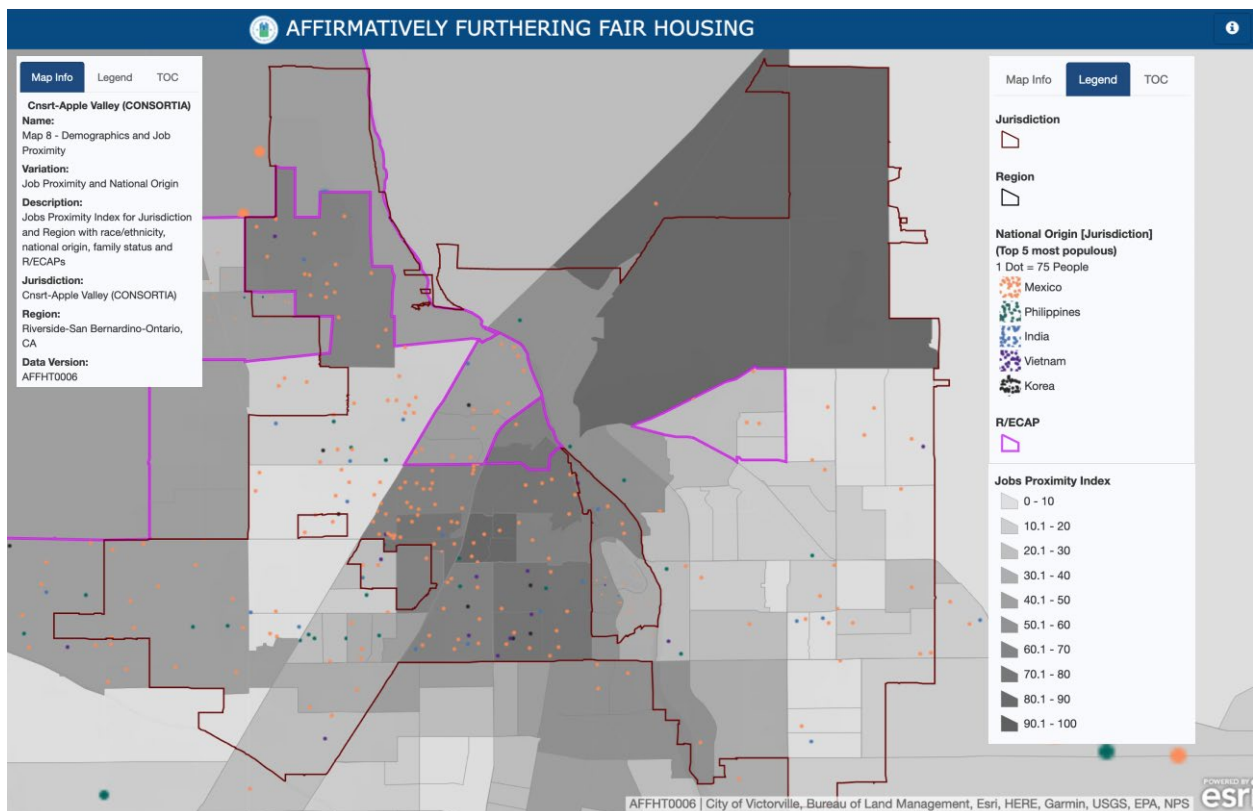 AFFIRMATIVELY FURTHERING FAIR HOUSING
Map Info Legend TOC
Cnsrt-Apple Valley (CONSORTIA)
Name:
Map 8 - Demographics and Job
Proximity
Variation:
Job Proximity and National Origin
Description:
Jobs Proximity Index for Jurisdiction
and Region with race/ethnicity,
national origin, family status and
R/ECAPs
Jurisdiction:
Cnsrt-Apple Valley (CONSORTIA)
Region:
Riverside-San Bernardino-Ontario,
CA
Data Version:
AFFHT0006
Map Info Legend TOC
Jurisdiction
Region
National Origin [Jurisdiction]
(Top 5 most populous)
1 Dot = 75 People
Mexico
Philippines
India
Vietnam
Korea
R/ECAP
Jobs Proximity Index
0 - 10
10.1 - 20
20.1 - 30
30.1 - 40
40.1 - 50
50.1 - 60
60.1 - 70
70.1 - 80
80.1 - 90
90.1 - 100
POWERED BY
esri
AFFHT0006 | City of Victorville, Bureau of Land Management, Esri, HERE, Garmin, USGS, EPA, NPS